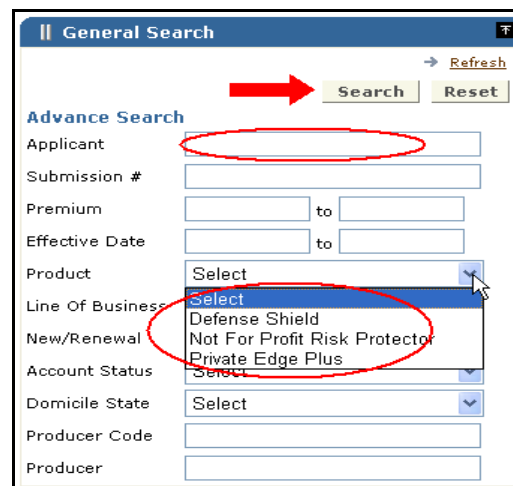 General Search
Refresh
Search Reset
Advance Search
Applicant
Submission #
Premium to
Effective Date to
Product Select
Select
Line Of Business
Defense Shield
New/Renewal Not For Profit Risk Protector
Private Edge Plus
Account Status Select
Domicile State Select
Producer Code
Producer